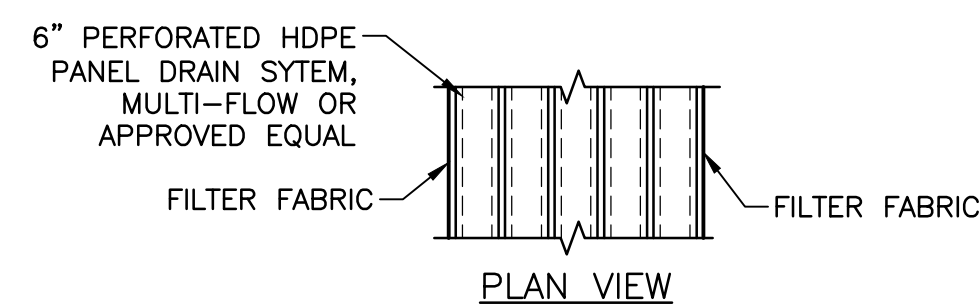 6” PERFORATED HDPE
PANEL DRAIN SYTEM,
MULTI-FLOW OR
APPROVED EQUAL
FILTER FABRIC
FILTER FABRIC
PLAN VIEW